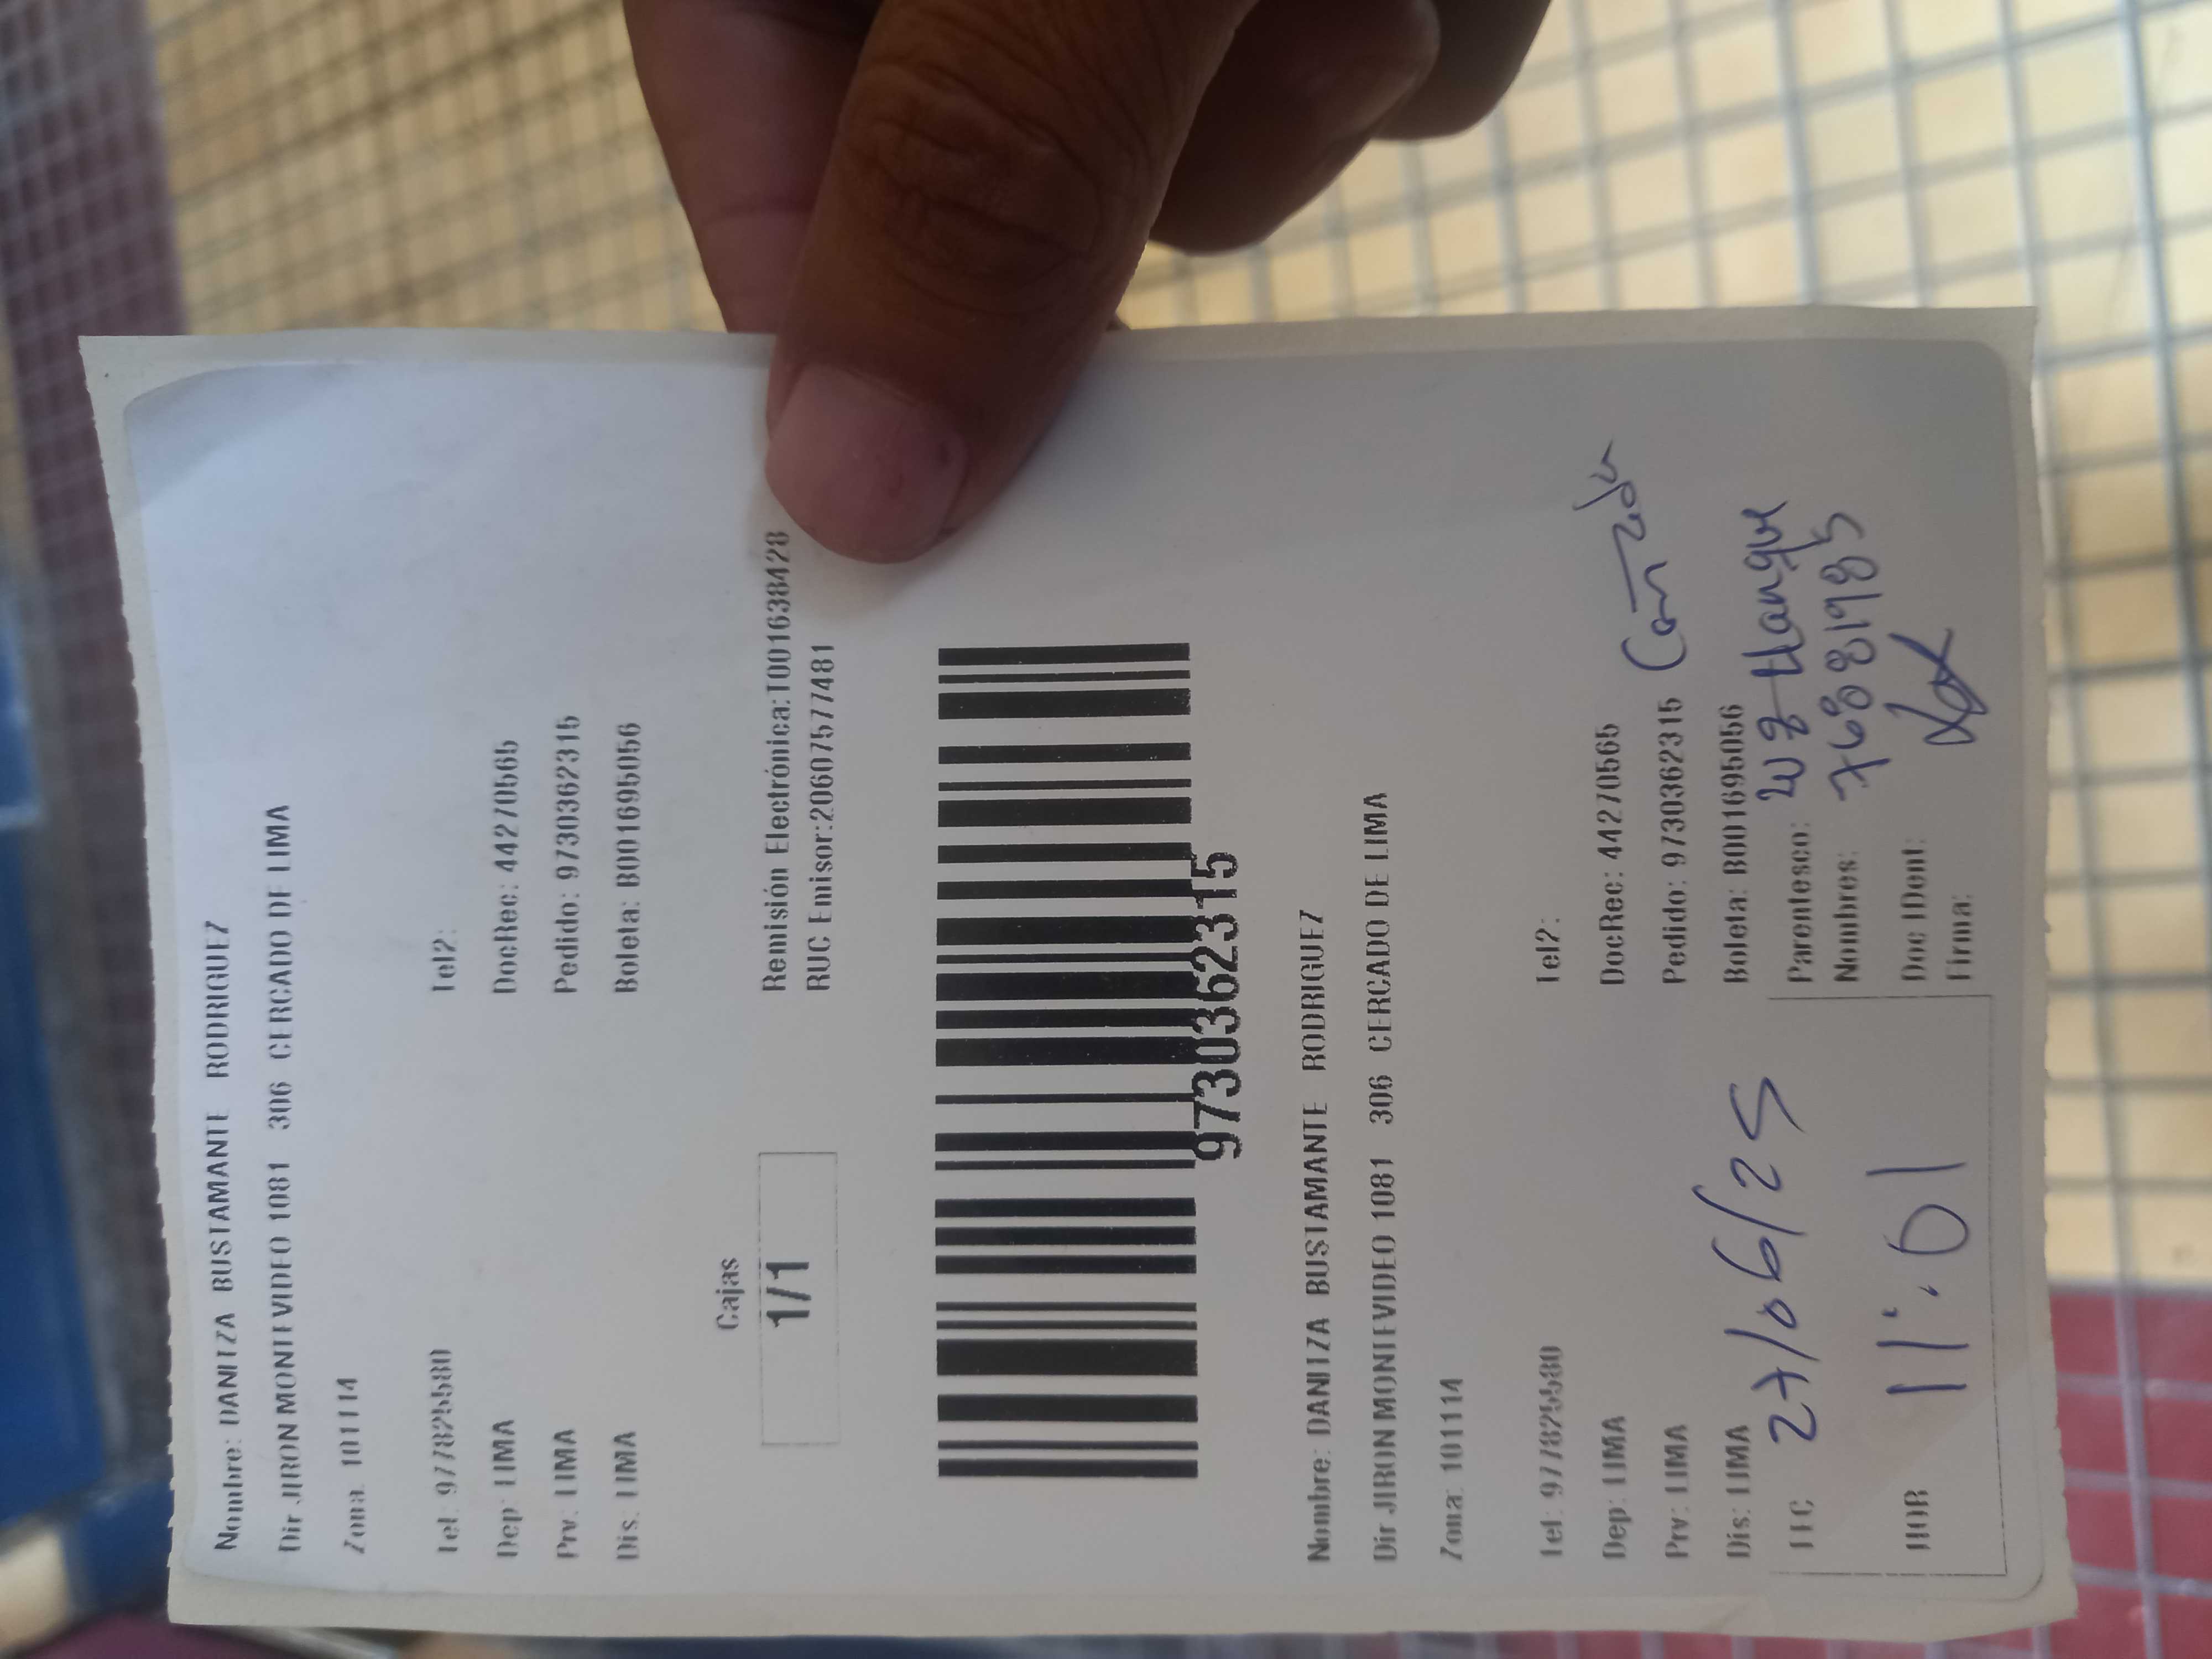 Nombre: DANITZA BUSTAMANTE RODRIGUEZ
Dir JIRON MONTEVIDEO 1081 306 CERCADO DE LIMA
Zona: 101114
Tel: 977825580 Tel2:
Dep: LIMA DocRec: 44270565
Prv: LIMA Pedido: 9730362315
Dis: LIMA Boleta: B001695056
Cajas
1/1
Remisión Electrónica:T001638428
RUC Emisor:20607577481
9730362315
Nombre: DANITZA BUSTAMANTE RODRIGUEZ
Dir JIRON MONTEVIDEO 1081 306 CERCADO DE LIMA
Zona: 101114
Tel: 977825580 Tel2:
Dep: LIMA DocRec: 44270565
Prv: LIMA Pedido: 9730362315
Dis: LIMA Boleta: B001695056
FEC 27/06/25 Parentesco:
Nombres: 76881985
HOR 11:01 Doc IDent:
Firma: